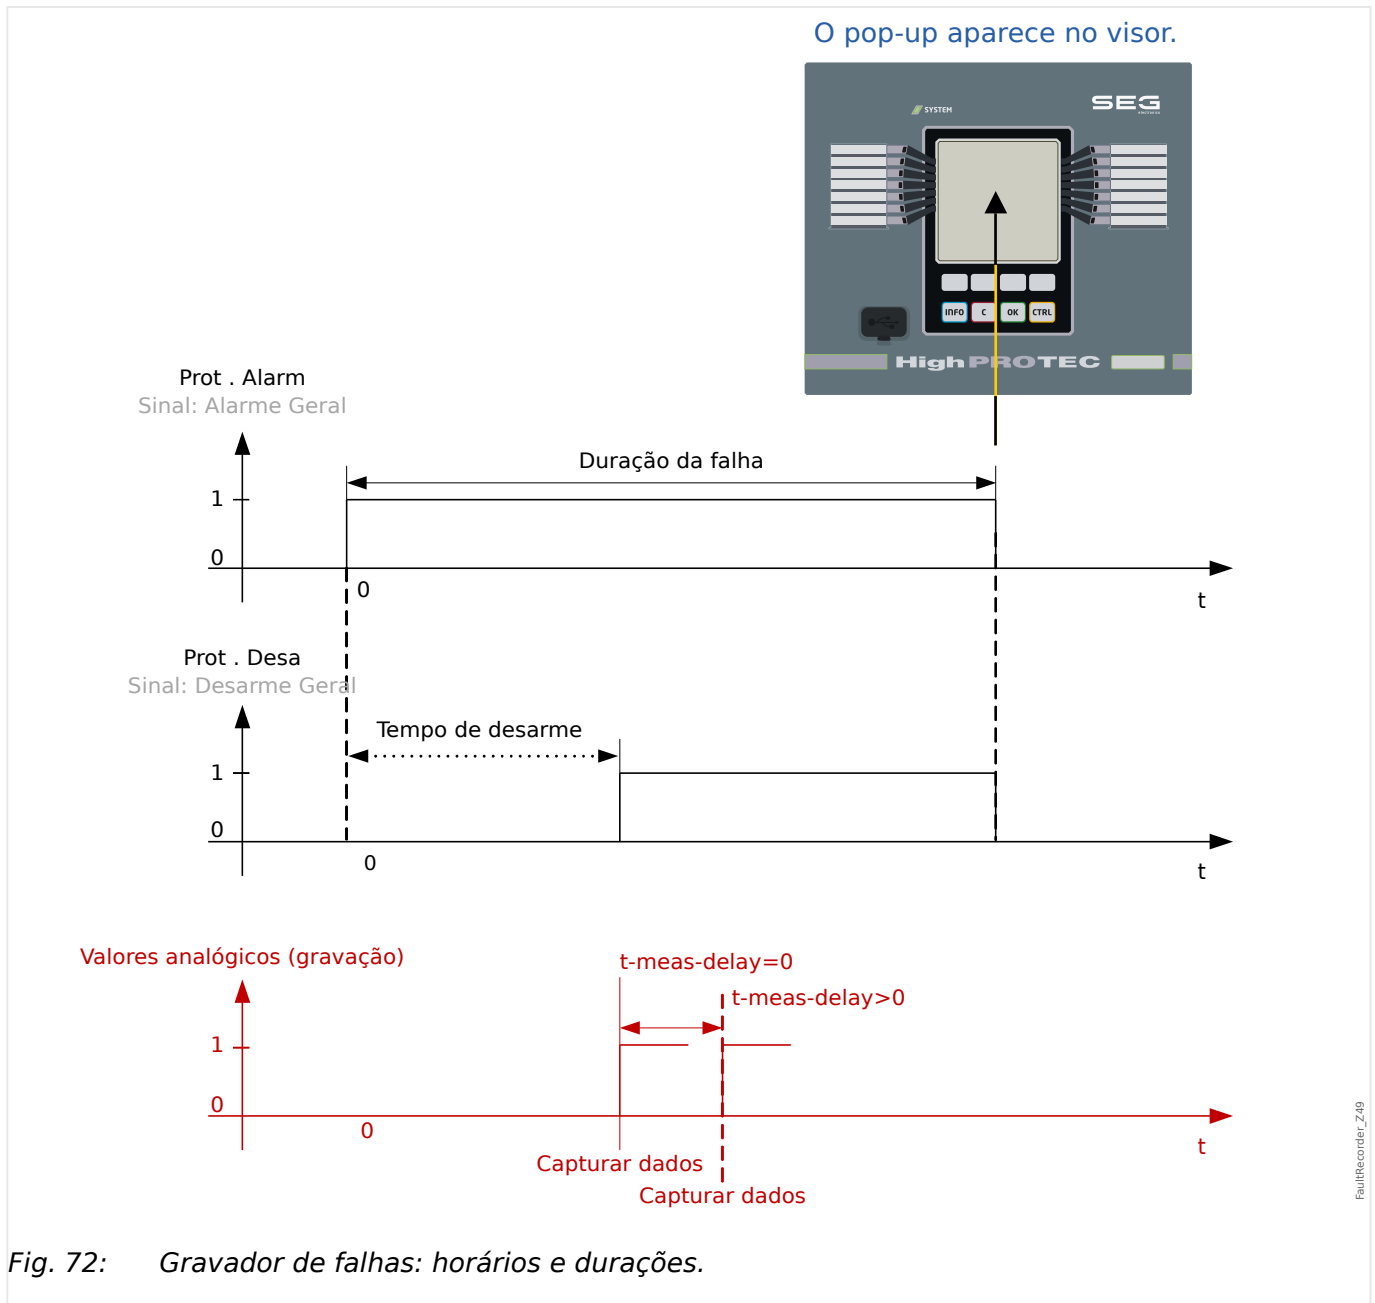 O pop-up aparece no visor.
SYSTEM
SEG
electronics
INFO
C
OK
CTRL
HighPROTEC
Prot . Alarm
Sinal: Alarme Geral
Duração da falha
1
0
0
t
Prot . Desa
Sinal: Desarme Geral
Tempo de desarme
1
0
0
t
Valores analógicos (gravação)
t-meas-delay=0
t-meas-delay>0
1
0
0
t
Capturar dados
Capturar dados
FaultRecorder_Z49
Fig. 72: Gravador de falhas: horários e durações.